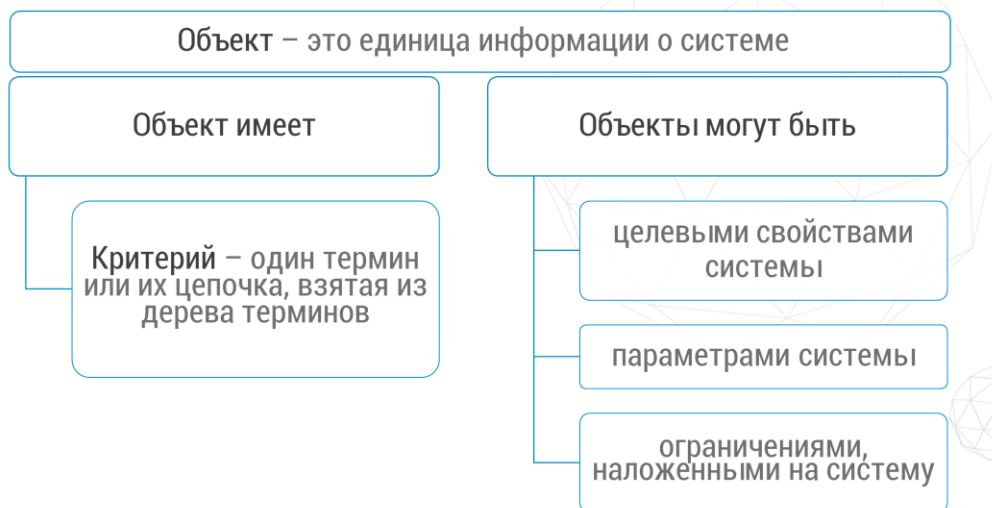 Объект – это единица информации о системе
Объект имеет
Объекты могут быть
Критерий – один термин
или их цепочка, взятая из
дерева терминов
целевыми свойствами
системы
параметрами системы
ограничениями,
наложенными на систему